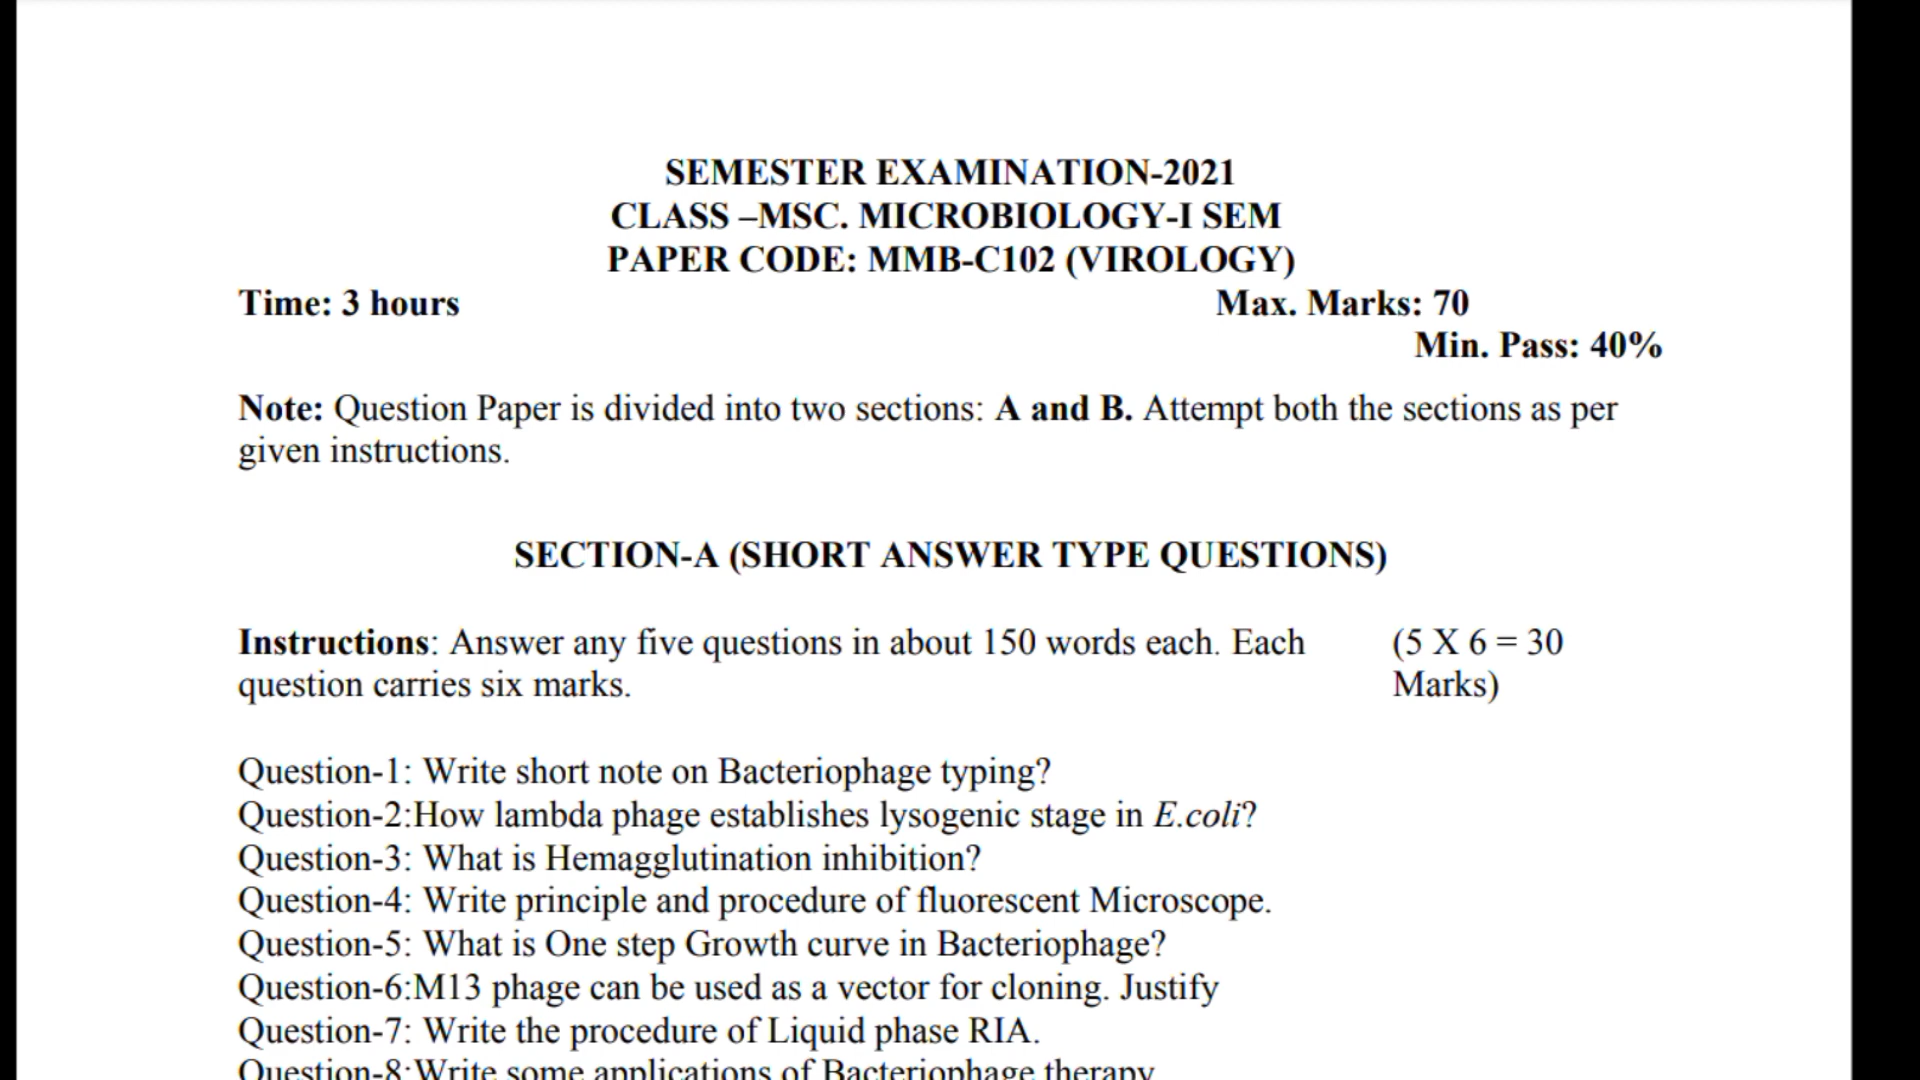 SEMESTER EXAMINATION-2021
CLASS –MSC. MICROBIOLOGY-I SEM
PAPER CODE: MMB-C102 (VIROLOGY)
Time: 3 hours Max. Marks: 70
Min. Pass: 40%
Note: Question Paper is divided into two sections: A and B. Attempt both the sections as per
given instructions.
SECTION-A (SHORT ANSWER TYPE QUESTIONS)
Instructions: Answer any five questions in about 150 words each. Each (5 X 6 = 30
question carries six marks. Marks)
Question-1: Write short note on Bacteriophage typing?
Question-2:How lambda phage establishes lysogenic stage in E.coli?
Question-3: What is Hemagglutination inhibition?
Question-4: Write principle and procedure of fluorescent Microscope.
Question-5: What is One step Growth curve in Bacteriophage?
Question-6:M13 phage can be used as a vector for cloning. Justify
Question-7: Write the procedure of Liquid phase RIA.
Question-8:Write some applications of Bacteriophage therapy